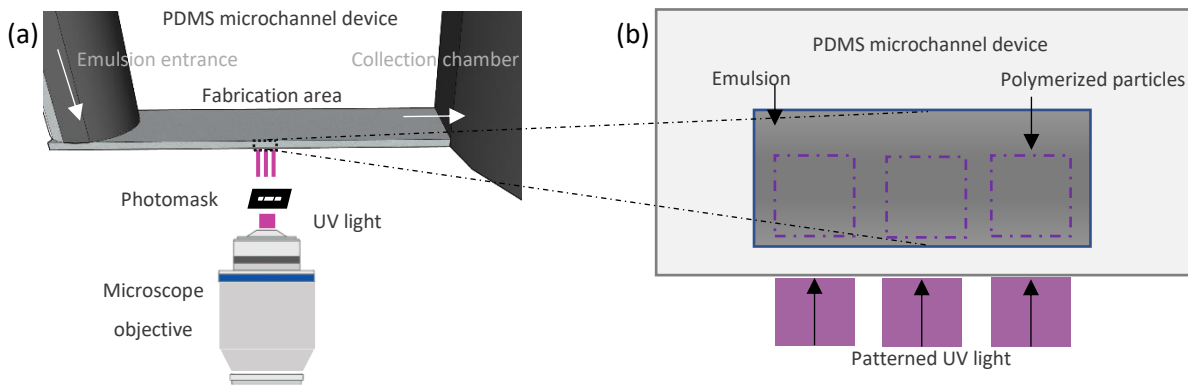 (a)
PDMS microchannel device
Emulsion entrance
Collection chamber
Fabrication area
Photomask
UV light
Microscope
objective
(b)
PDMS microchannel device
Emulsion
Polymerized particles
Patterned UV light